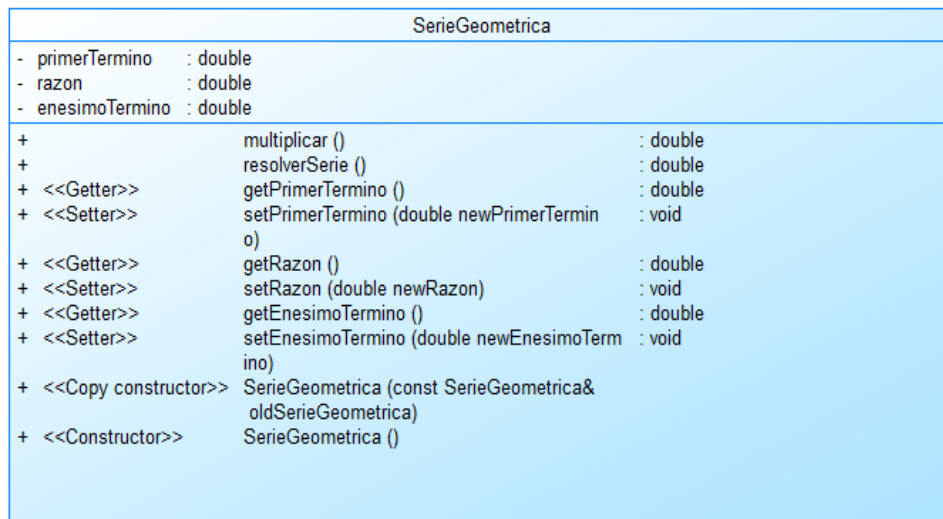 SerieGeometrica
- primerTermino : double
- razon : double
- enesimoTermino : double
+ multiplicar () : double
+ resolverSerie () : double
+ <<Getter>> getPrimerTermino () : double
+ <<Setter>> setPrimerTermino (double newPrimerTermin : void
o)
+ <<Getter>> getRazon () : double
+ <<Setter>> setRazon (double newRazon) : void
+ <<Getter>> getEnesimoTermino () : double
+ <<Setter>> setEnesimoTermino (double newEnesimoTerm : void
ino)
+ <<Copy constructor>> SerieGeometrica (const SerieGeometrica&
oldSerieGeometrica)
+ <<Constructor>> SerieGeometrica ()